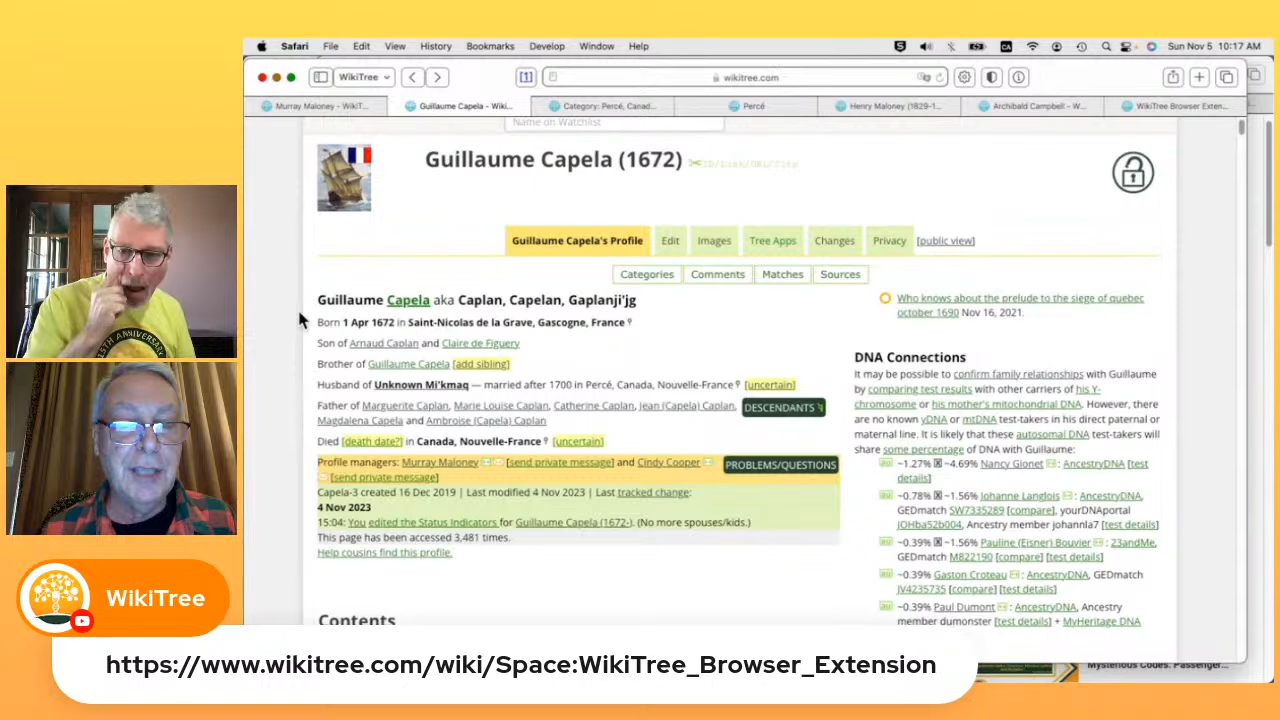 Safari File Edit View History Bookmarks Develop Window Help
Sun Nov 5 10:17 AM
WikiTree
wikitree.com
Murray Maloney - WikiT...
Guillaume Capela - Wiki...
Category: Percé, Canad...
Percé
Henry Maloney (1829-1...
Archibald Campbell - W...
WikiTree Browser Exten...
Name on Watchlist
Guillaume Capela (1672)
Guillaume Capela's Profile
Edit
Images
Tree Apps
Changes
Privacy
[public view]
Categories
Comments
Matches
Sources
Guillaume Capela aka Caplan, Capelan, Gaplanji'jg
Born 1 Apr 1672 in Saint-Nicolas de la Grave, Gascogne, France
Son of Arnaud Caplan and Claire de Figuery
Brother of Guillaume Capela [add sibling]
Husband of Unknown Mi'kmaq — married after 1700 in Percé, Canada, Nouvelle-France [uncertain]
Father of Marguerite Caplan, Marie Louise Caplan, Catherine Caplan, Jean (Capela) Caplan,
Magdalena Capela and Ambroise (Capela) Caplan
DESCENDANTS
Died [death date?] in Canada, Nouvelle-France [uncertain]
Profile managers: Murray Maloney [send private message] and Cindy Cooper
[send private message]
PROBLEMS/QUESTIONS
Capela-3 created 16 Dec 2019 | Last modified 4 Nov 2023 | Last tracked change:
4 Nov 2023
15:04: You edited the Status Indicators for Guillaume Capela (1672-). (No more spouses/kids.)
This page has been accessed 3,481 times.
Help cousins find this profile.
Contents
Who knows about the prelude to the siege of quebec
october 1690 Nov 16, 2021.
DNA Connections
It may be possible to confirm family relationships with Guillaume
by comparing test results with other carriers of his Y-
chromosome or his mother's mitochondrial DNA. However, there
are no known yDNA or mtDNA test-takers in his direct paternal or
maternal line. It is likely that these autosomal DNA test-takers will
share some percentage of DNA with Guillaume:
~1.27% ~4.69% Nancy Gionet : AncestryDNA [test
details]
~0.78% ~1.56% Johanne Langlois : AncestryDNA,
GEDmatch SW7335289 [compare], yourDNAportal
JOHba52b004, Ancestry member johannla7 [test details]
~0.39% ~1.56% Pauline (Eisner) Bouvier : 23andMe,
GEDmatch M822190 [compare] [test details]
~0.39% Gaston Croteau : AncestryDNA, GEDmatch
JV4235735 [compare] [test details]
~0.39% Paul Dumont : AncestryDNA, Ancestry
member dumonster [test details] + MyHeritage DNA
Mysterious Codes: Passenger...
15TH ANNIVERSARY
WikiTree
https://www.wikitree.com/wiki/Space:WikiTree_Browser_Extension